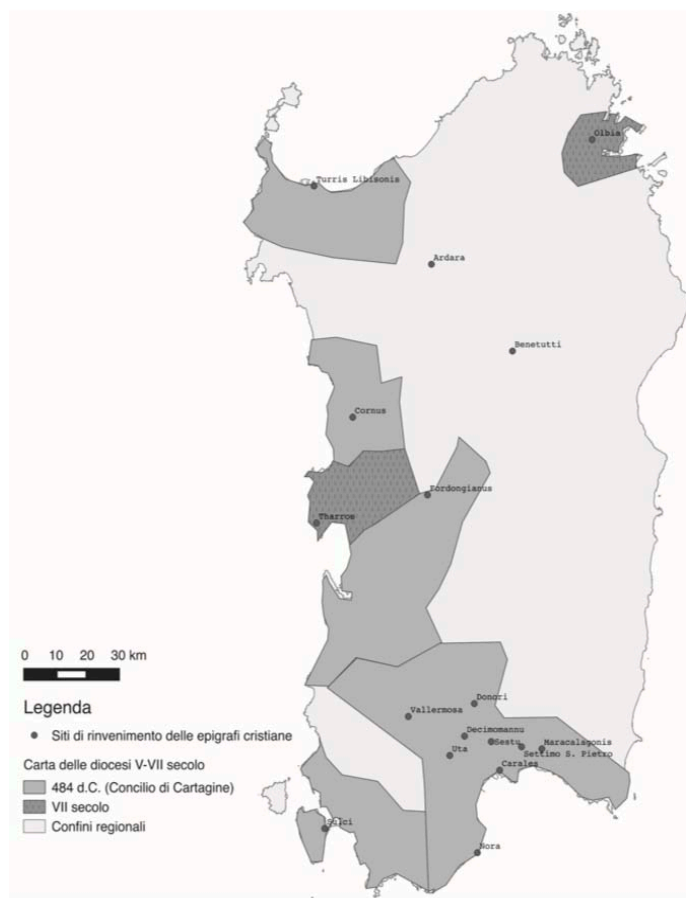 Olbia
Turris Libisonis
Ardara
Benetutti
Cornus
Fordongianus
Tharros
0 10 20 30 km
Legenda
Siti di rinvenimento delle epigrafi cristiane
Carta delle diocesi V-VII secolo
484 d.C. (Concilio di Cartagine)
VII secolo
Confini regionali
Donori
Vallermosa
Decimomannu
Sestu
Maracalagonis
Settimo S. Pietro
Uta
Carales
Sulci
Nora